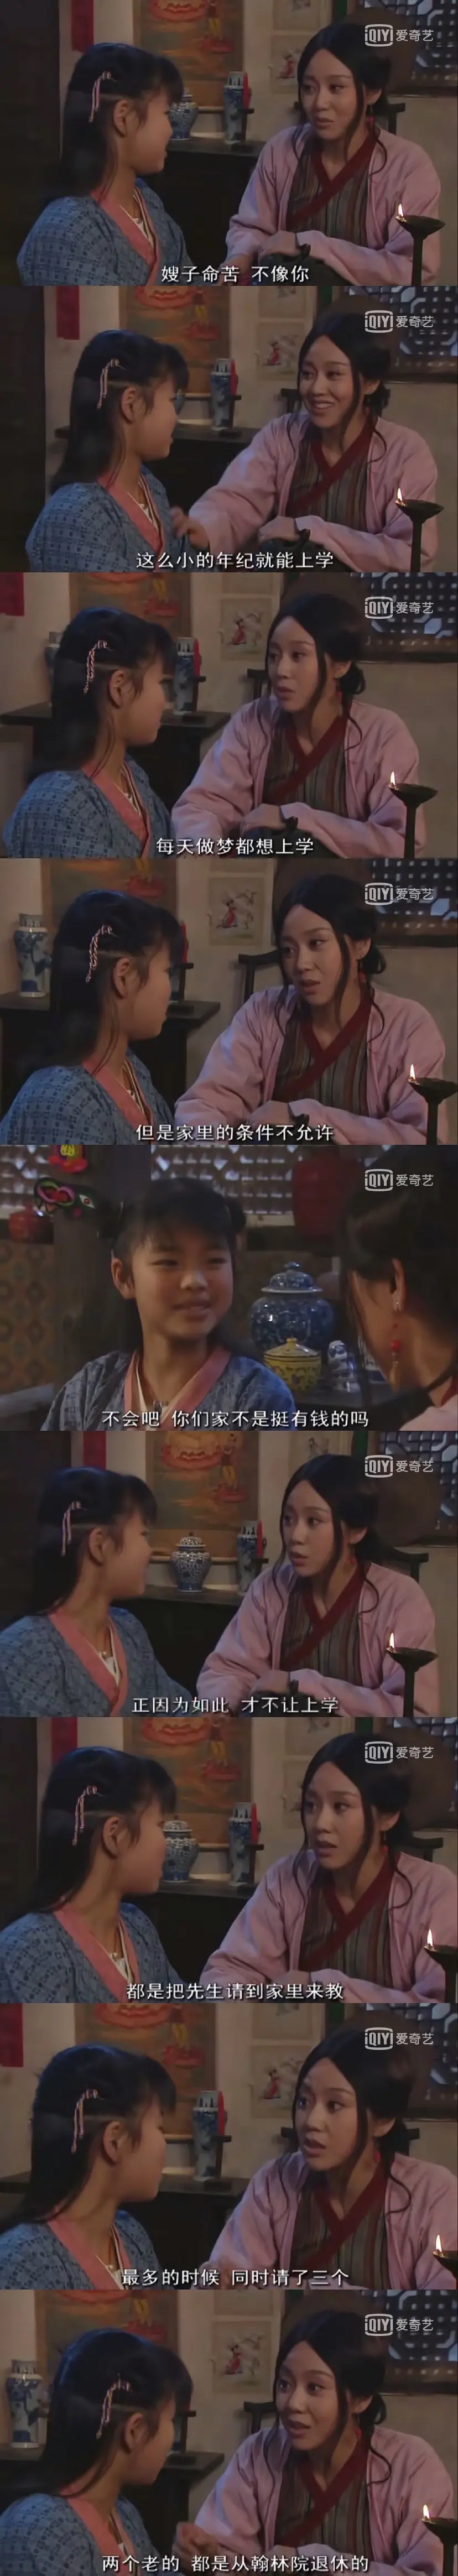 iQIYI 爱奇艺
嫂子命苦 不像你
iQIYI 爱奇艺
这么小的年纪就能上学
iQIYI 爱奇艺
每天做梦都想上学
iQIYI 爱奇艺
但是家里的条件不允许
iQIYI 爱奇艺
不会吧 你们家不是挺有钱的吗
iQIYI 爱奇艺
正因为如此 才不让上学
iQIYI 爱奇艺
都是把先生请到家里来教
iQIYI 爱奇艺
最多的时候 同时请了三个
iQIYI 爱奇艺
两个老的 都是从翰林院退休的